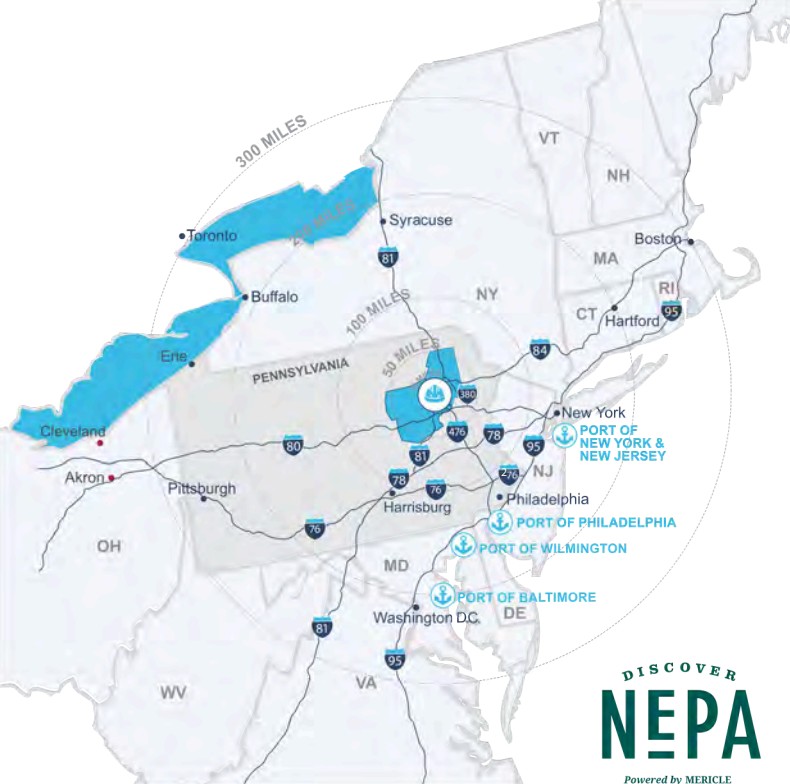 300 MILES
VT
NH
MILES
Syracuse
Toronto
Boston
81
MA
Buffalo
NY
RI
100 MILES
CT
Hartford
95
Erie
50 MILES
84
PENNSYLVANIA
380
New York
Cleveland
476
78
PORT OF
NEW YORK &
NEW JERSEY
80
95
81
NJ
Akron
78
276
Pittsburgh
76
Philadelphia
Harrisburg
PORT OF PHILADELPHIA
76
OH
PORT OF WILMINGTON
MD
PORT OF BALTIMORE
Washington D.C.
DE
81
95
WV
VA
DISCOVER
NEPA
Powered by MERICLE